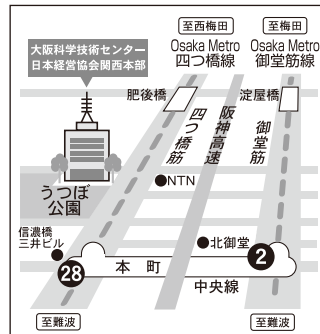 至西梅田
至梅田
Osaka Metro
四つ橋線
Osaka Metro
御堂筋線
大阪科学技術センター
日本経営協会関西本部
肥後橋
淀屋橋
四つ橋筋
阪神高速
御堂筋
うつぼ
公園
NTN
信濃橋
三井ビル
北御堂
28
本町
2
中央線
至難波
至難波